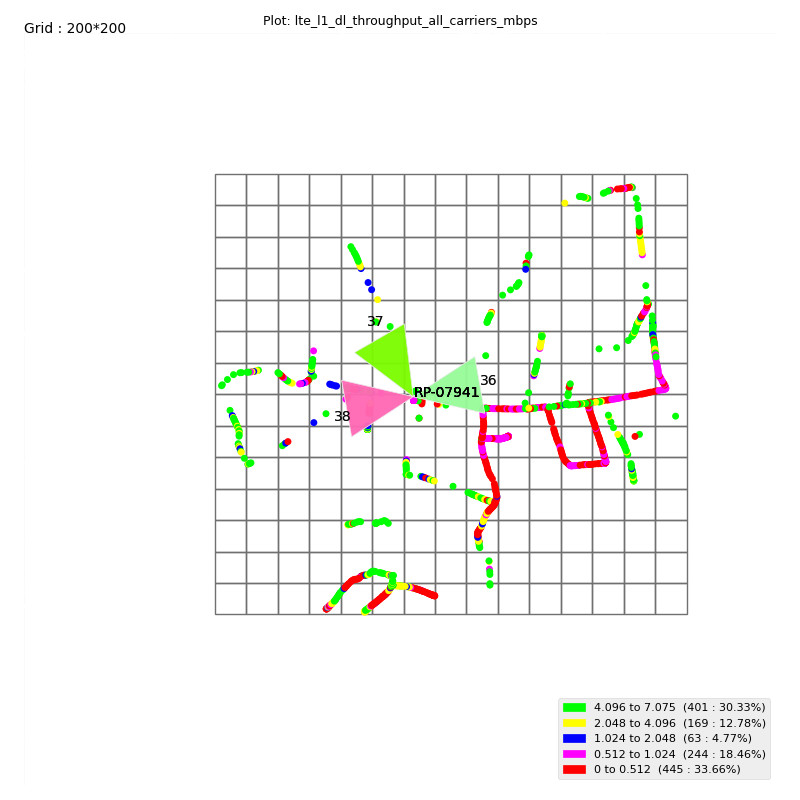 Plot: lte_l1_dl_throughput_all_carriers_mbps
Grid : 200*200
37
36
RP-07941
38
4.096 to 7.075  (401 : 30.33%)
2.048 to 4.096  (169 : 12.78%)
1.024 to 2.048  (63 : 4.77%)
0.512 to 1.024  (244 : 18.46%)
0 to 0.512  (445 : 33.66%)